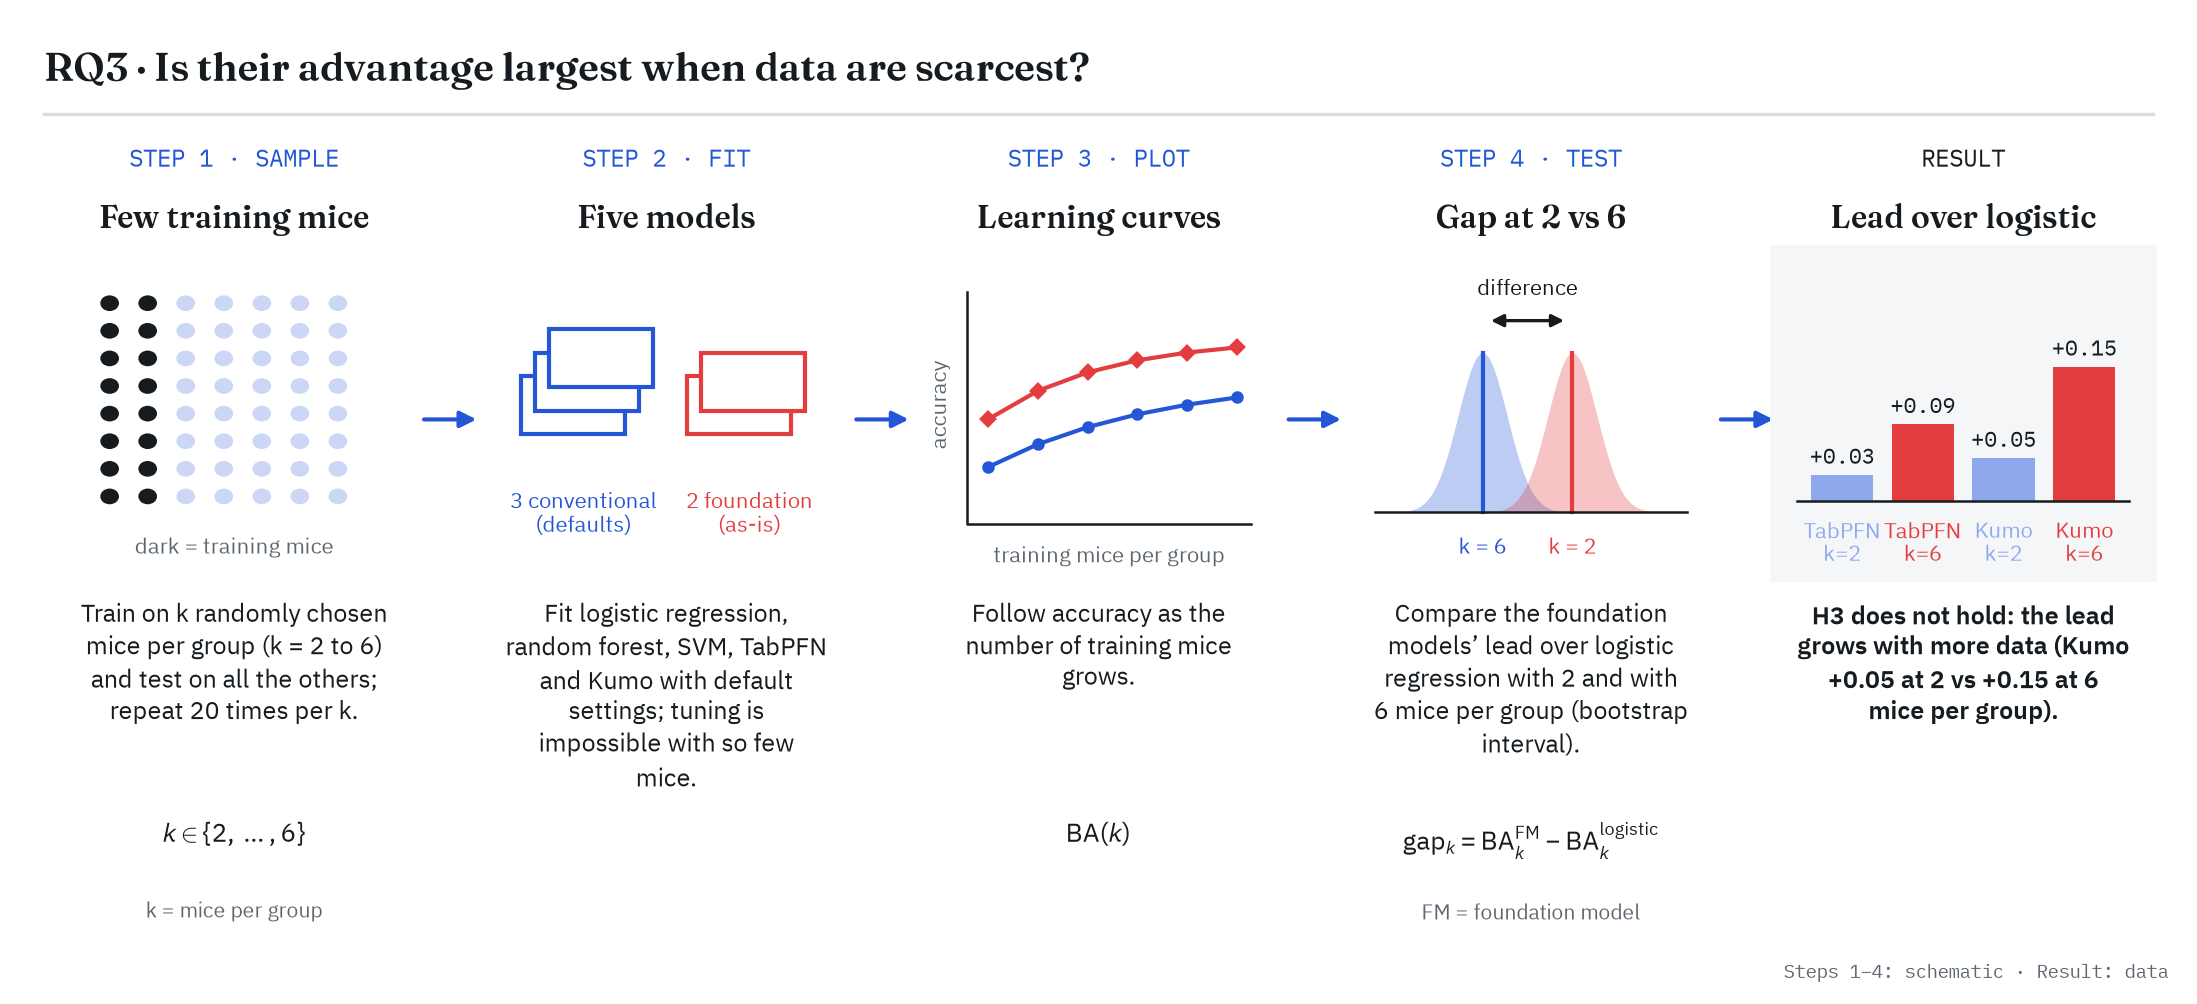 RQ3 · Is their advantage largest when data are scarcest?
STEP 1 · SAMPLE
Few training mice
dark = training mice
Train on k randomly chosen
mice per group (k = 2 to 6)
and test on all the others;
repeat 20 times per k.
k ∈ {2, … , 6}
k = mice per group
STEP 2 · FIT
Five models
3 conventional
(defaults)
2 foundation
(as-is)
Fit logistic regression,
random forest, SVM, TabPFN
and Kumo with default
settings; tuning is
impossible with so few
mice.
STEP 3 · PLOT
Learning curves
accuracy
training mice per group
Follow accuracy as the
number of training mice
grows.
BA(k)
STEP 4 · TEST
Gap at 2 vs 6
difference
k = 6
k = 2
Compare the foundation
models’ lead over logistic
regression with 2 and with
6 mice per group (bootstrap
interval).
gap_k = BA_k^FM − BA_k^logistic
FM = foundation model
RESULT
Lead over logistic
+0.03
+0.09
+0.05
+0.15
TabPFN
k=2
TabPFN
k=6
Kumo
k=2
Kumo
k=6
H3 does not hold: the lead
grows with more data (Kumo
+0.05 at 2 vs +0.15 at 6
mice per group).
Steps 1–4: schematic · Result: data